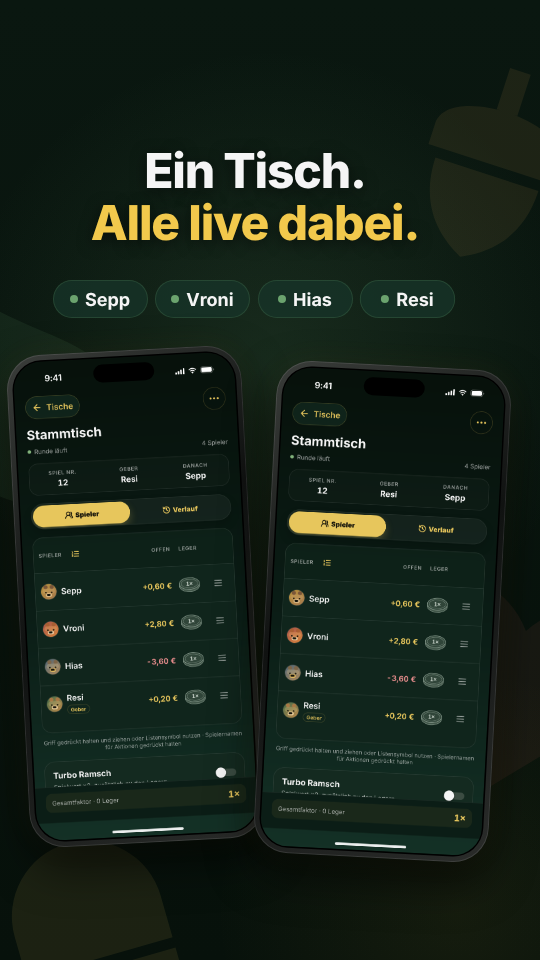 Ein Tisch.
Alle live dabei.
Sepp
Vroni
Hias
Resi
9:41
Tische
Stammtisch
Runde läuft
4 Spieler
SPIEL NR.
12
GEBER
Resi
DANACH
Sepp
Spieler
Verlauf
SPIELER
OFFEN
LEGER
Sepp +0,60 € 1×
Vroni +2,80 € 1×
Hias -3,60 € 1×
Resi +0,20 € 1×
Geber
Griff gedrückt halten und ziehen oder Listensymbol nutzen · Spielernamen
für Aktionen gedrückt halten
Turbo Ramsch
Gesamtfaktor · 0 Leger 1×
9:41
Tische
Stammtisch
Runde läuft
4 Spieler
SPIEL NR.
12
GEBER
Resi
DANACH
Sepp
Spieler
Verlauf
SPIELER
OFFEN
LEGER
Sepp +0,60 € 1×
Vroni +2,80 € 1×
Hias -3,60 € 1×
Resi +0,20 € 1×
Geber
Griff gedrückt halten und ziehen oder Listensymbol nutzen · Spielernamen
für Aktionen gedrückt halten
Turbo Ramsch
Gesamtfaktor · 0 Leger 1×